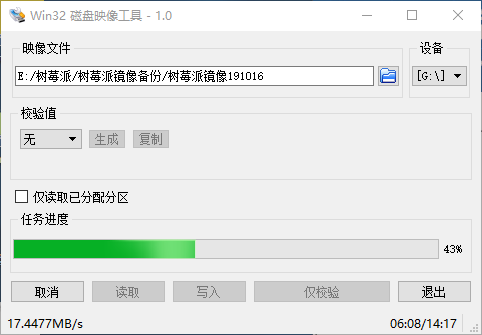 Win32 磁盘映像工具 - 1.0
映像文件
设备
E:/树莓派/树莓派镜像备份/树莓派镜像191016
[G:\]
校验值
无 生成 复制
仅读取已分配分区
任务进度
43%
取消 读取 写入 仅校验 退出
17.4477MB/s 06:08/14:17